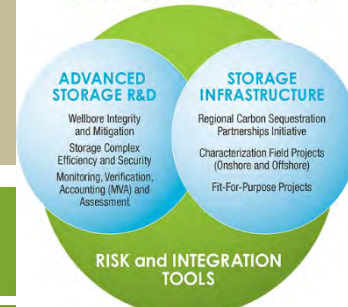 ADVANCED
STORAGE R&D
Wellbore Integrity
and Mitigation
Storage Complex
Efficiency and Security
Monitoring, Verification,
Accounting (MVA) and
Assessment
STORAGE
INFRASTRUCTURE
Regional Carbon Sequestration
Partnerships Initiative
Characterization Field Projects
(Onshore and Offshore)
Fit-For-Purpose Projects
RISK and INTEGRATION
TOOLS